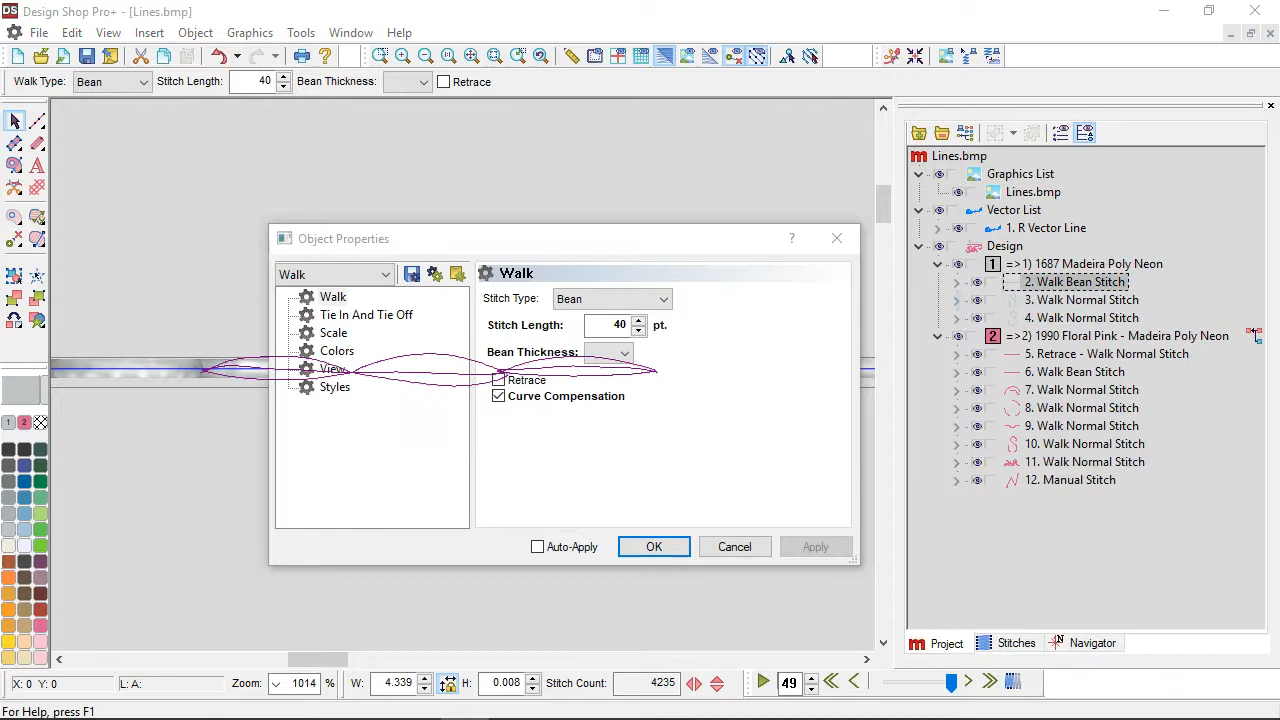 DS Design Shop Pro+ - [Lines.bmp]
File Edit View Insert Object Graphics Tools Window Help
Walk Type: Bean Stitch Length: 40 Bean Thickness: Retrace
Object Properties
Walk
Walk
Tie In And Tie Off
Scale
Colors
View
Styles
Walk
Stitch Type: Bean
Stitch Length: 40 pt.
Bean Thickness:
Retrace
Curve Compensation
Auto-Apply OK Cancel Apply
Lines.bmp
Graphics List
Lines.bmp
Vector List
1. R Vector Line
Design
1 =>1) 1687 Madeira Poly Neon
2. Walk Bean Stitch
3. Walk Normal Stitch
4. Walk Normal Stitch
2 =>2) 1990 Floral Pink - Madeira Poly Neon
5. Retrace - Walk Normal Stitch
6. Walk Bean Stitch
7. Walk Normal Stitch
8. Walk Normal Stitch
9. Walk Normal Stitch
10. Walk Normal Stitch
11. Walk Normal Stitch
12. Manual Stitch
Project Stitches Navigator
1 2
X: 0 Y: 0 L: A: Zoom: 1014 % W: 4.339 H: 0.008 Stitch Count: 4235 49
For Help, press F1